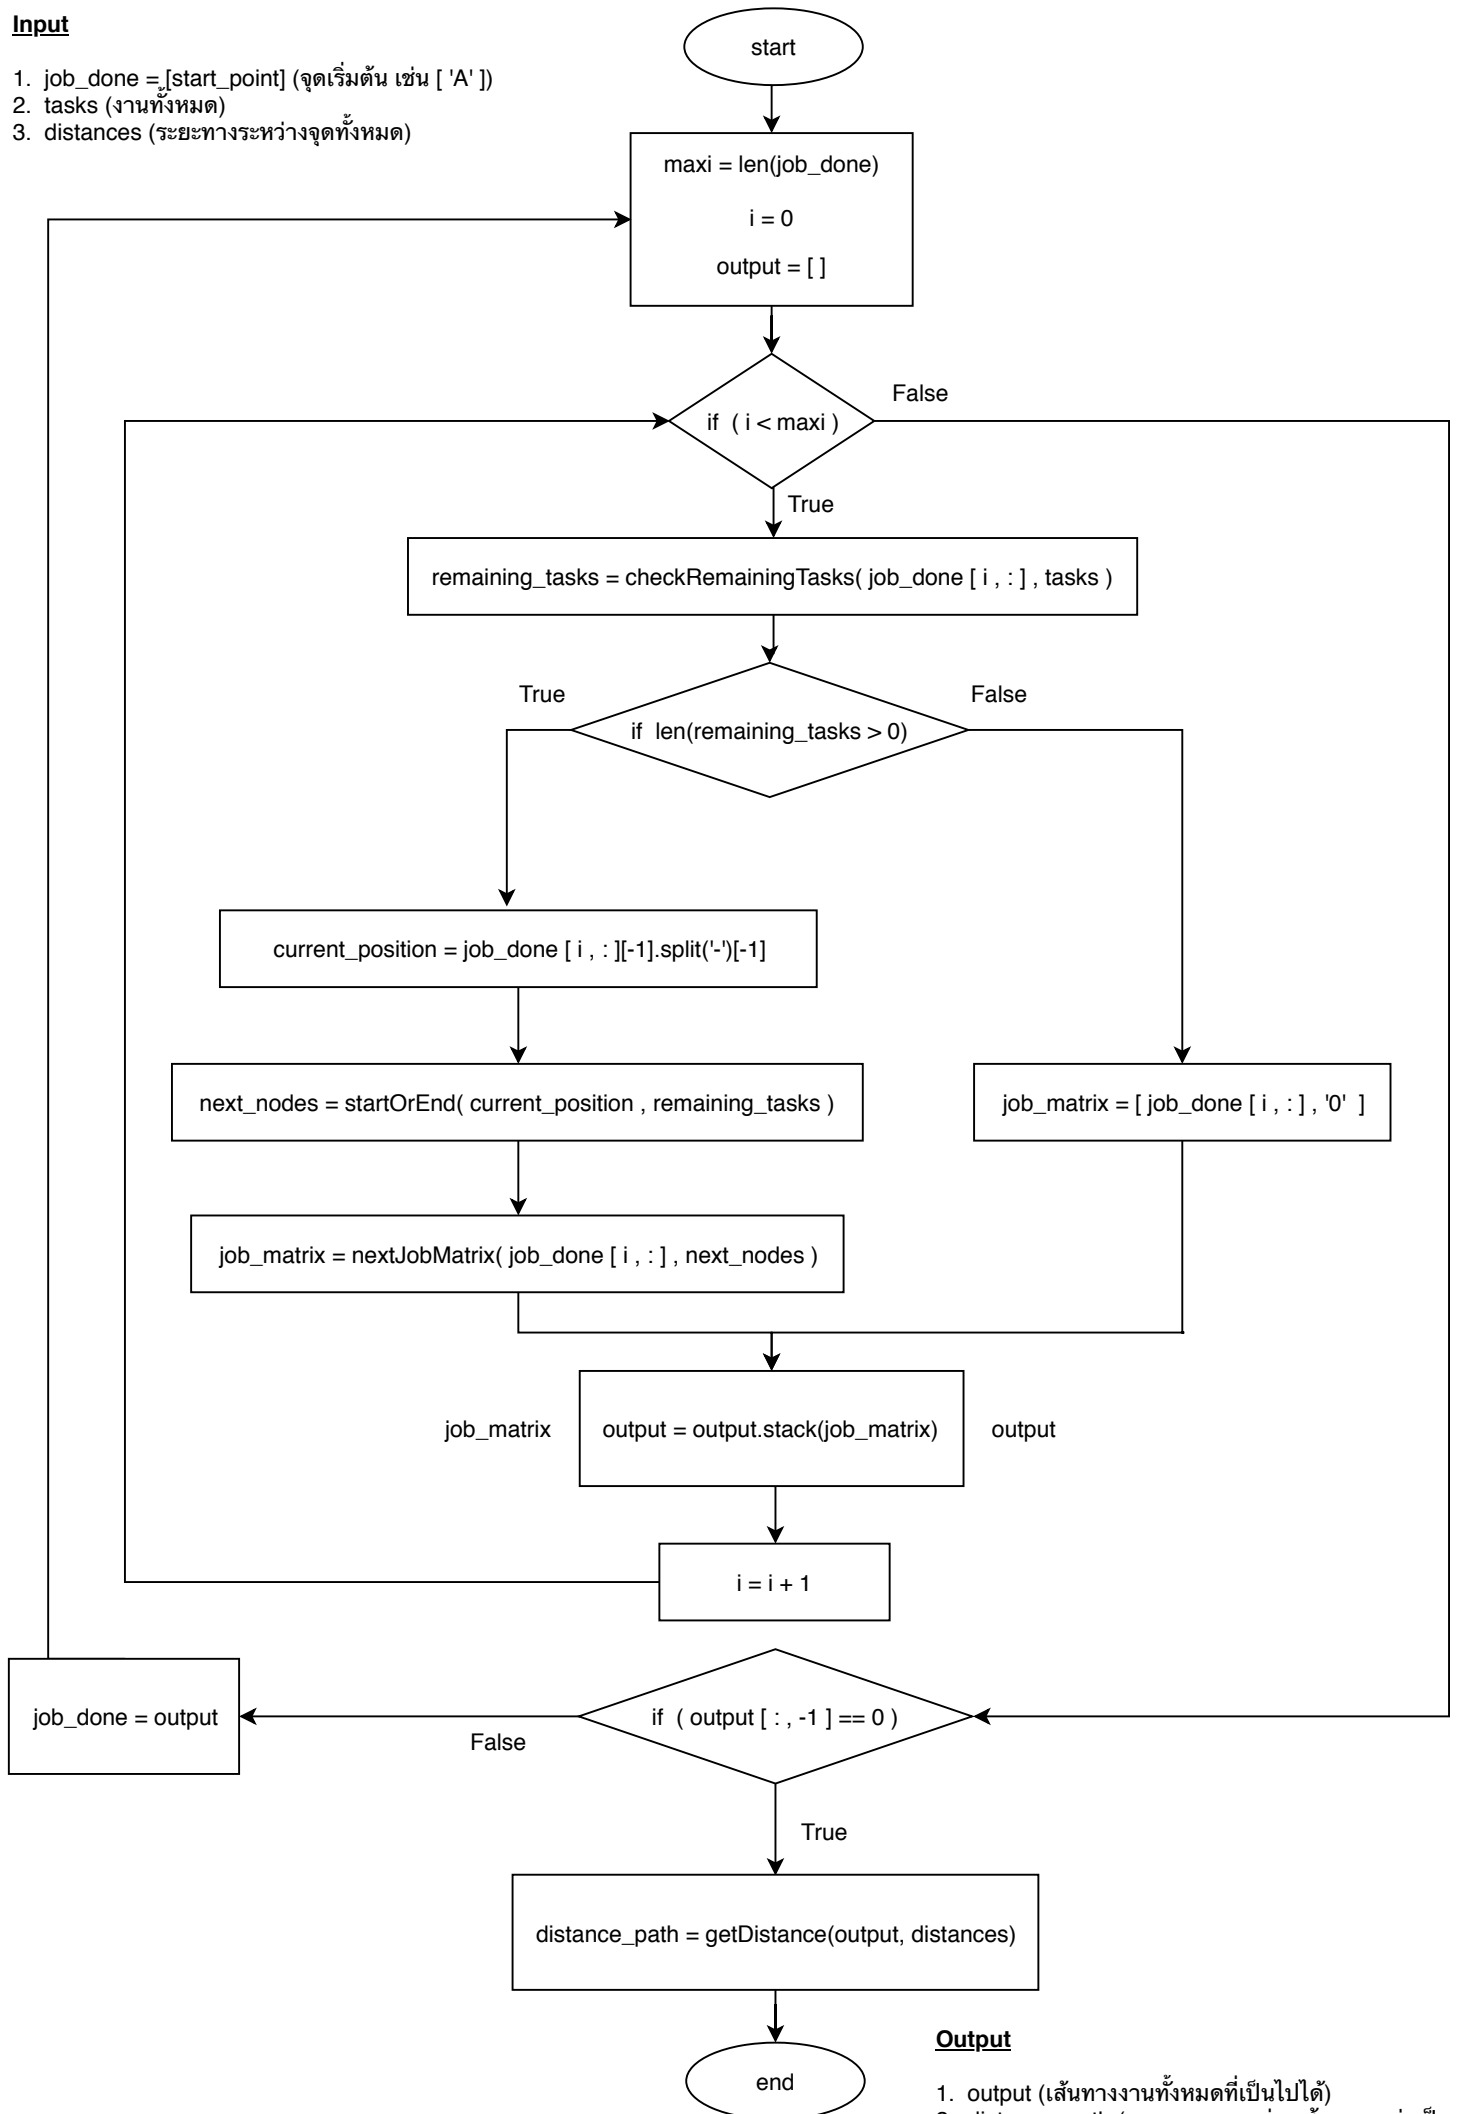 Input
1. job_done = [start_point] (จุดเริ่มต้น เช่น [ 'A' ])
2. tasks (งานทั้งหมด)
3. distances (ระยะทางระหว่างจุดทั้งหมด)
start
maxi = len(job_done)
i = 0
output = [ ]
if ( i < maxi )
False
True
remaining_tasks = checkRemainingTasks( job_done [ i , : ] , tasks )
True
False
if len(remaining_tasks > 0)
current_position = job_done [ i , : ][-1].split('-')[-1]
next_nodes = startOrEnd( current_position , remaining_tasks )
job_matrix = [ job_done [ i , : ] , '0' ]
job_matrix = nextJobMatrix( job_done [ i , : ] , next_nodes )
job_matrix
output = output.stack(job_matrix)
output
i = i + 1
job_done = output
False
if ( output [ : , -1 ] == 0 )
True
distance_path = getDistance(output, distances)
end
Output
1. output (เส้นทางงานทั้งหมดที่เป็นไปได้)